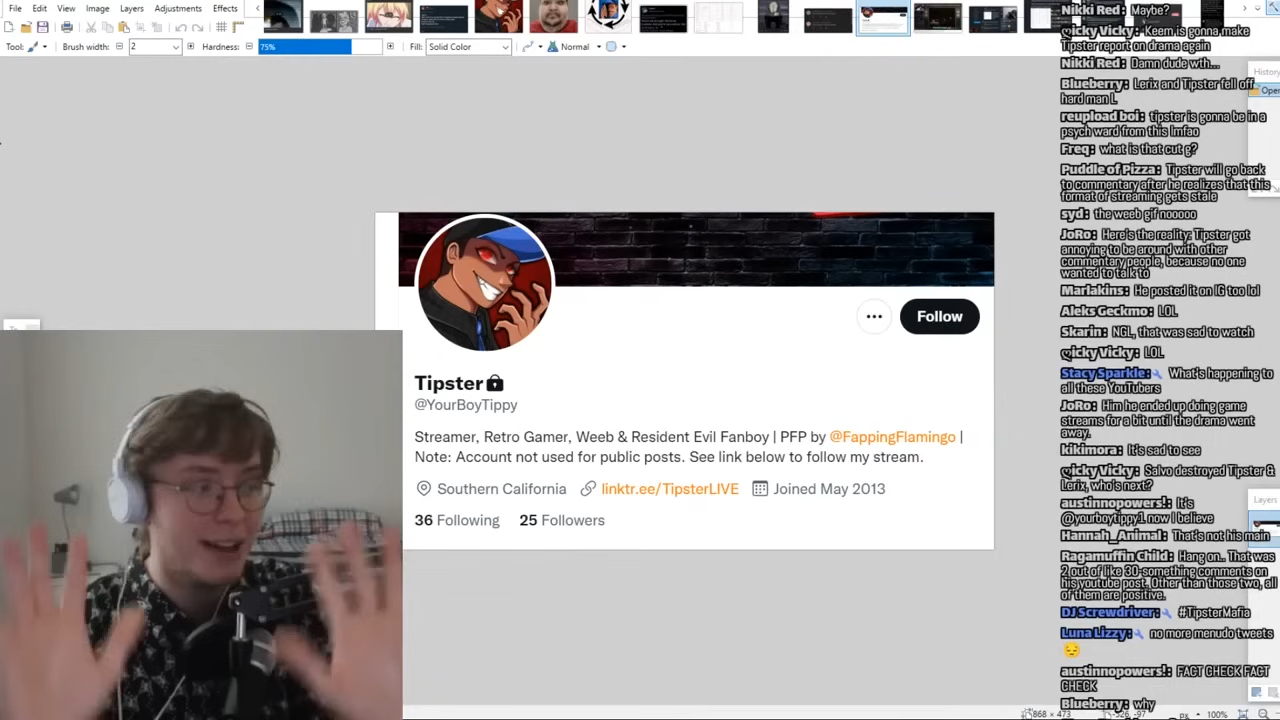 File Edit View Image Layers Adjustments Effects
Tool: Brush width: 2 Hardness: 75% Fill: Solid Color Normal
Tipster
@YourBoyTippy
Follow
Streamer, Retro Gamer, Weeb & Resident Evil Fanboy | PFP by @FappingFlamingo |
Note: Account not used for public posts. See link below to follow my stream.
Southern California linktr.ee/TipsterLIVE Joined May 2013
36 Following 25 Followers
Nikki Red: Maybe?
Vicky: Keem is gonna make
Tipster report on drama again
Nikki Red: Damn dude wth...
Blueberry: Lerix and Tipster fell off
hard man L
reupload boi: tipster is gonna be in a
psych ward from this lmfao
Freq: what is that cut g?
Puddle of Pizza: Tipster will go back
to commentary after he realizes that this
format of streaming gets stale
syd: the weeb gif nooooo
JoRo: Here's the reality: Tipster got
annoying to be around with other
commentary people, because no one
wanted to talk to
Marlakins: He posted it on IG too lol
Aleks Geckmo: LOL
Skarin: NGL, that was sad to watch
Vicky: LOL
Stacy Sparkle: What's happening to
all these YouTubers
JoRo: Him he ended up doing game
streams for a bit until the drama went
away.
kikimora: It's sad to see
Vicky: Salvo destroyed Tipster &
Lerix, who's next?
austinnopowers!: It's
@yourboytippy1 now I believe
Hannah_Animal: That's not his main
Ragamuffin Child: Hang on.. That was
2 out of like 30-something comments on
his youtube post. Other than those two, all
of them are positive.
DJ Screwdriver: #TipsterMafia
Luna Lizzy: no more menudo tweets
austinnopowers!: FACT CHECK FACT
CHECK
Blueberry: why
Layers
868 × 473 -526, -97 px 100%